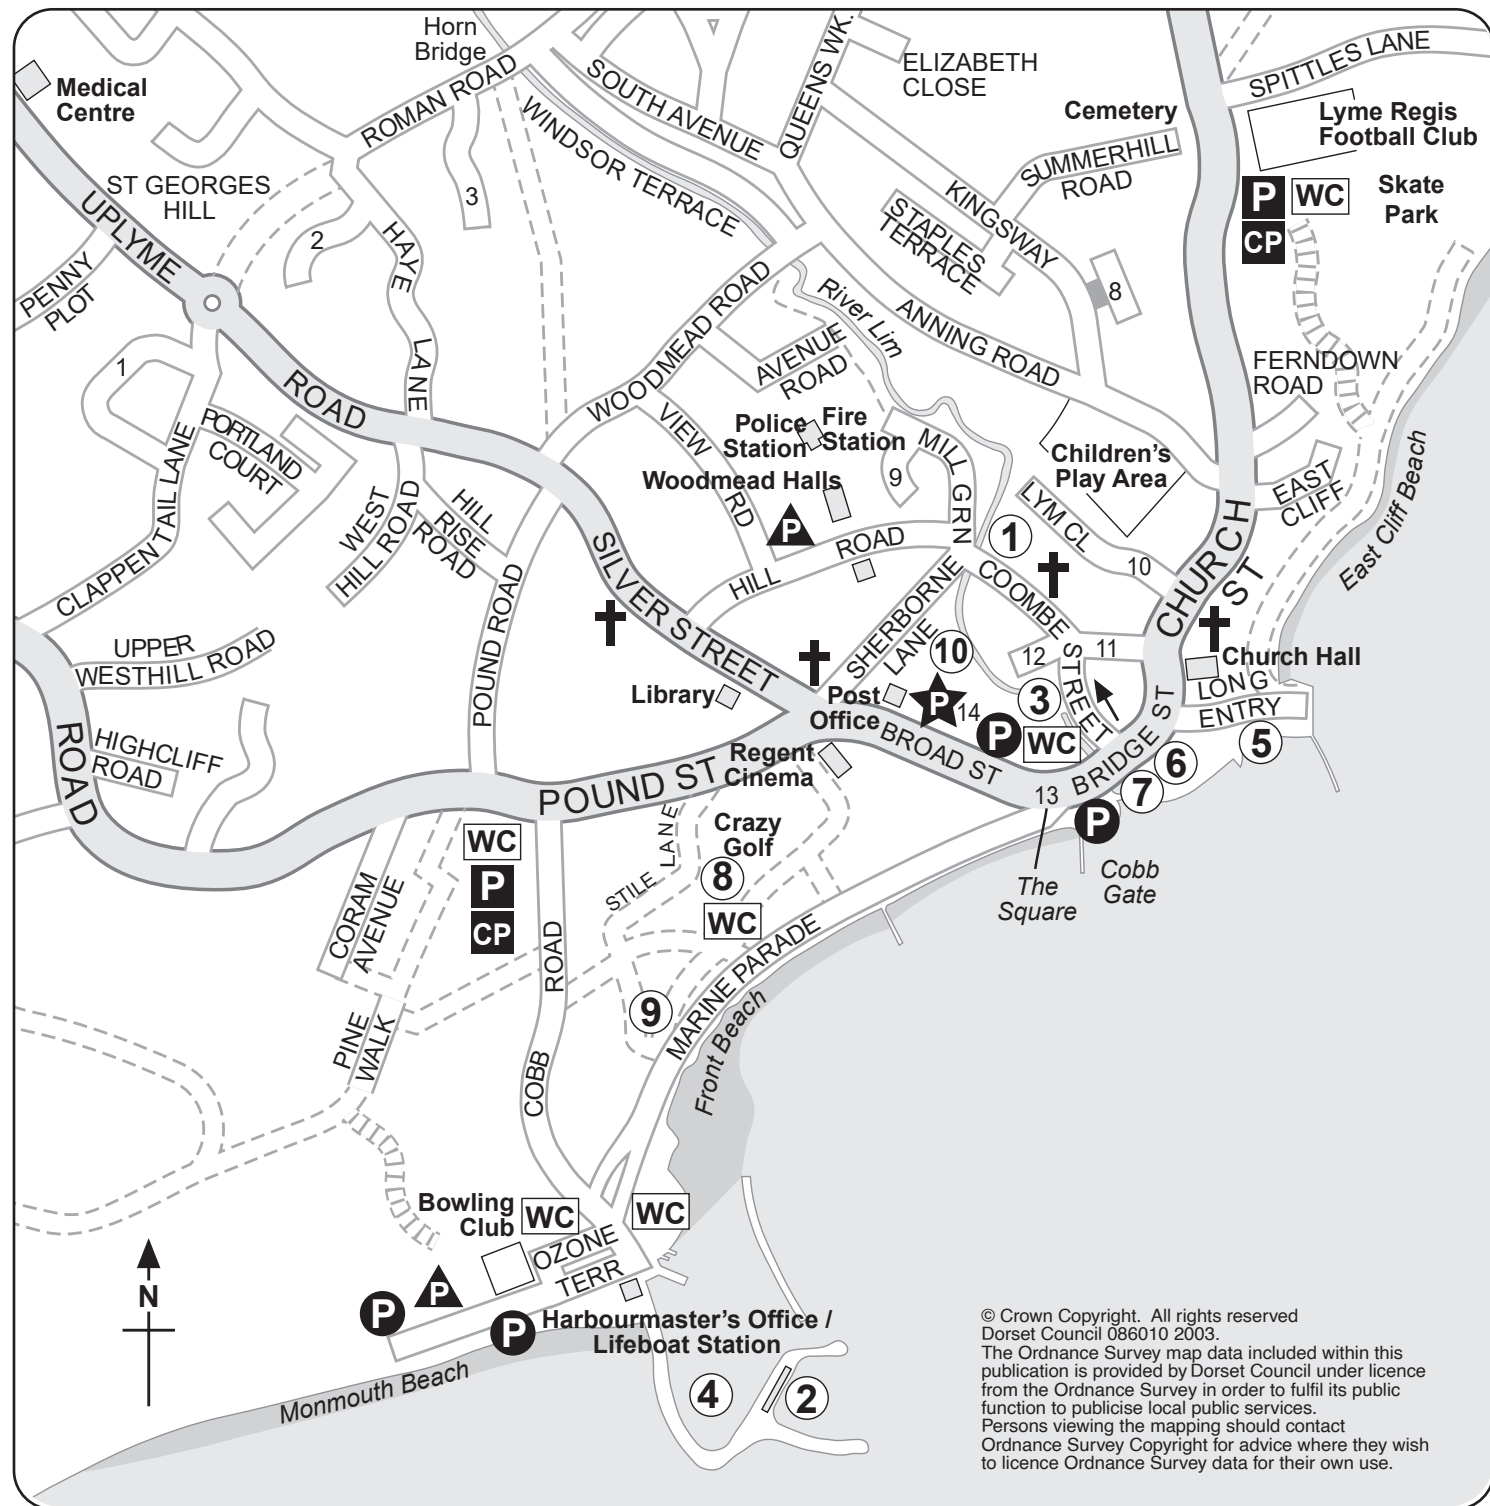 Horn
Bridge
Medical
Centre
ROMAN ROAD
SOUTH AVENUE
QUEENS WK.
ELIZABETH
CLOSE
SPITTLES LANE
Cemetery
Lyme Regis
Football Club
WINDSOR TERRACE
SUMMERHILL
ROAD
P
WC
CP
Skate
Park
ST GEORGES
HILL
3
2
UPLYME
ROAD
HAYE
LANE
KINGSWAY
STAPLES
TERRACE
PENNY
PLOT
8
River Lim
WOODMEAD ROAD
ANNING ROAD
AVENUE
ROAD
FERNDOWN
ROAD
1
PORTLAND
COURT
VIEW
RD
Police
Station
Fire
Station
MILL GRN
9
Children's
Play Area
East Cliff Beach
CLAPPENTAIL LANE
WEST
HILL ROAD
HILL
RISE
ROAD
Woodmead Halls
P
LYM CL
10
EAST
CLIFF
CHURCH
ST
SILVER STREET
HILL
ROAD
1
COOMBE
STREET
UPPER
WESTHILL ROAD
POUND ROAD
SHERBORNE
LANE
10
12
11
Church Hall
LONG
ENTRY
Library
Post
Office
P
14
3
P
WC
BROAD ST
BRIDGE ST
5
6
7
ROAD
HIGHCLIFF
ROAD
POUND ST
Regent
Cinema
13
P
The
Square
Cobb
Gate
WC
P
CP
STILE
LANE
Crazy
Golf
8
WC
CORAM
AVENUE
COBB
ROAD
9
MARINE PARADE
Front Beach
PINE
WALK
Bowling
Club
WC
WC
OZONE
TERR
N
P
P
P
Harbourmaster's Office /
Lifeboat Station
Monmouth Beach
4
2
© Crown Copyright. All rights reserved
Dorset Council 086010 2003.
The Ordnance Survey map data included within this
publication is provided by Dorset Council under licence
from the Ordnance Survey in order to fulfil its public
function to publicise local public services.
Persons viewing the mapping should contact
Ordnance Survey Copyright for advice where they wish
to licence Ordnance Survey data for their own use.